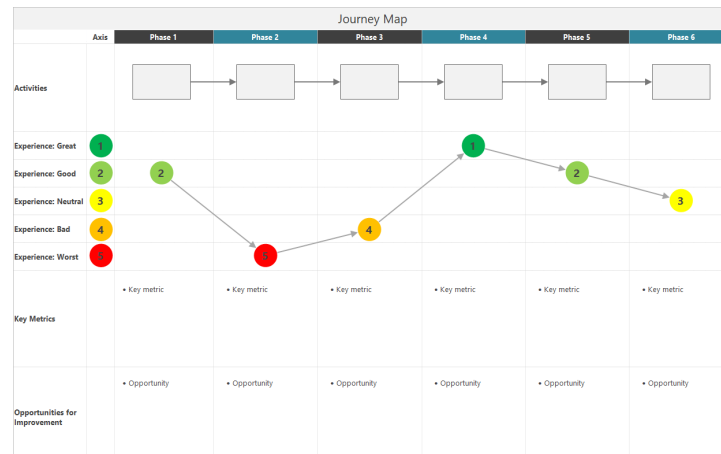 Journey Map
Axis Phase 1 Phase 2 Phase 3 Phase 4 Phase 5 Phase 6
Activities
Experience: Great 1 1
Experience: Good 2 2 2
Experience: Neutral 3 3
Experience: Bad 4 4
Experience: Worst 5 5
• Key metric • Key metric • Key metric • Key metric • Key metric • Key metric
Key Metrics
• Opportunity • Opportunity • Opportunity • Opportunity • Opportunity • Opportunity
Opportunities for
Improvement